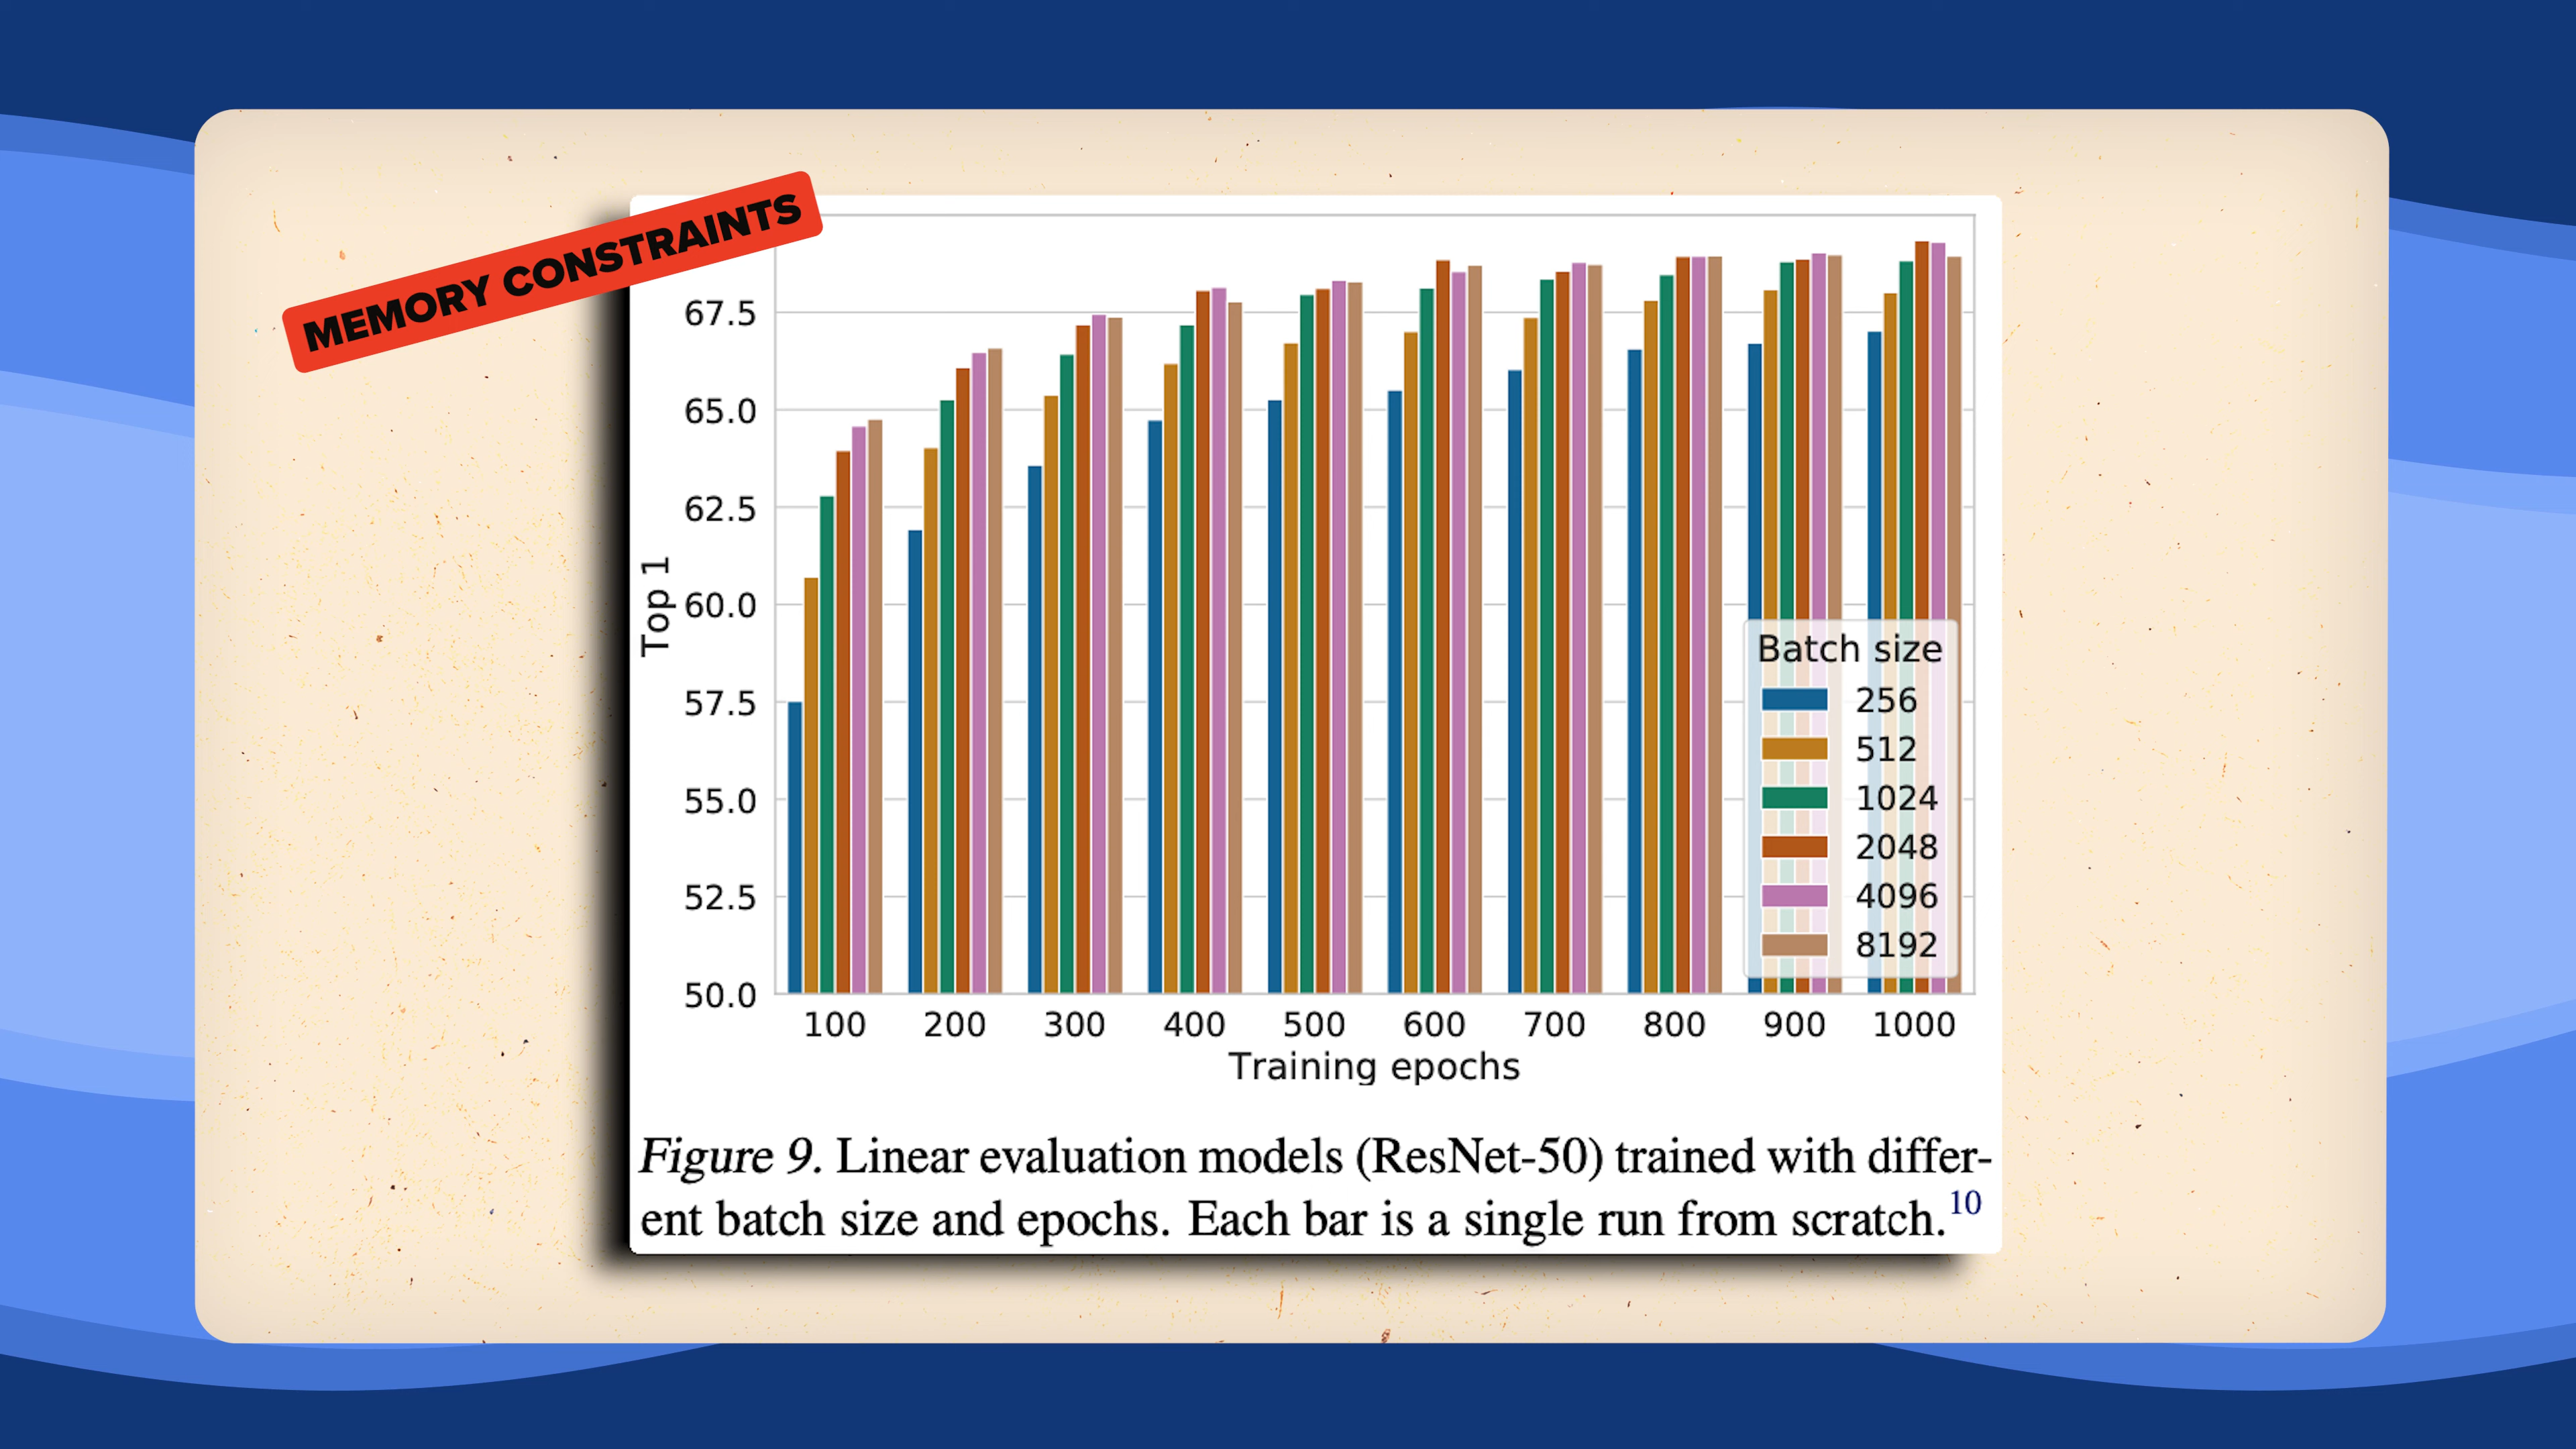 MEMORY CONSTRAINTS
67.5
65.0
62.5
60.0
57.5
55.0
52.5
50.0
Top 1
Batch size
256
512
1024
2048
4096
8192
100 200 300 400 500 600 700 800 900 1000
Training epochs
Figure 9. Linear evaluation models (ResNet-50) trained with differ-
ent batch size and epochs. Each bar is a single run from scratch.10